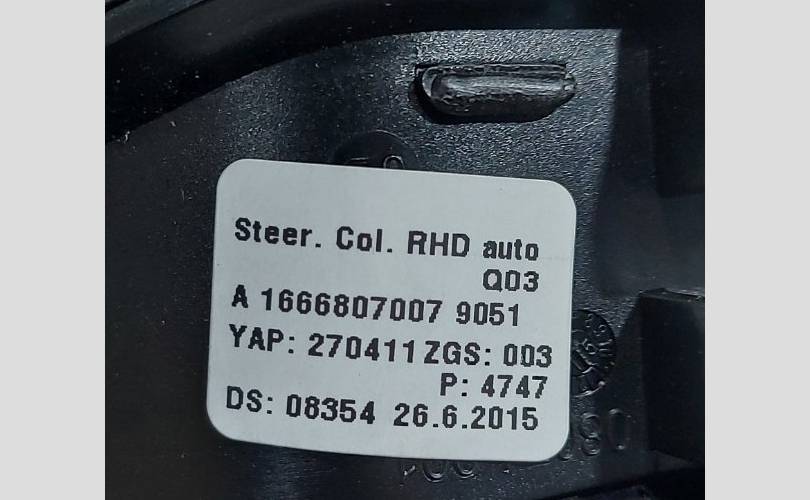 Steer. Col. RHD auto
Q03
A 1666807007 9051
YAP: 270411 ZGS: 003
P: 4747
DS: 08354 26.6.2015